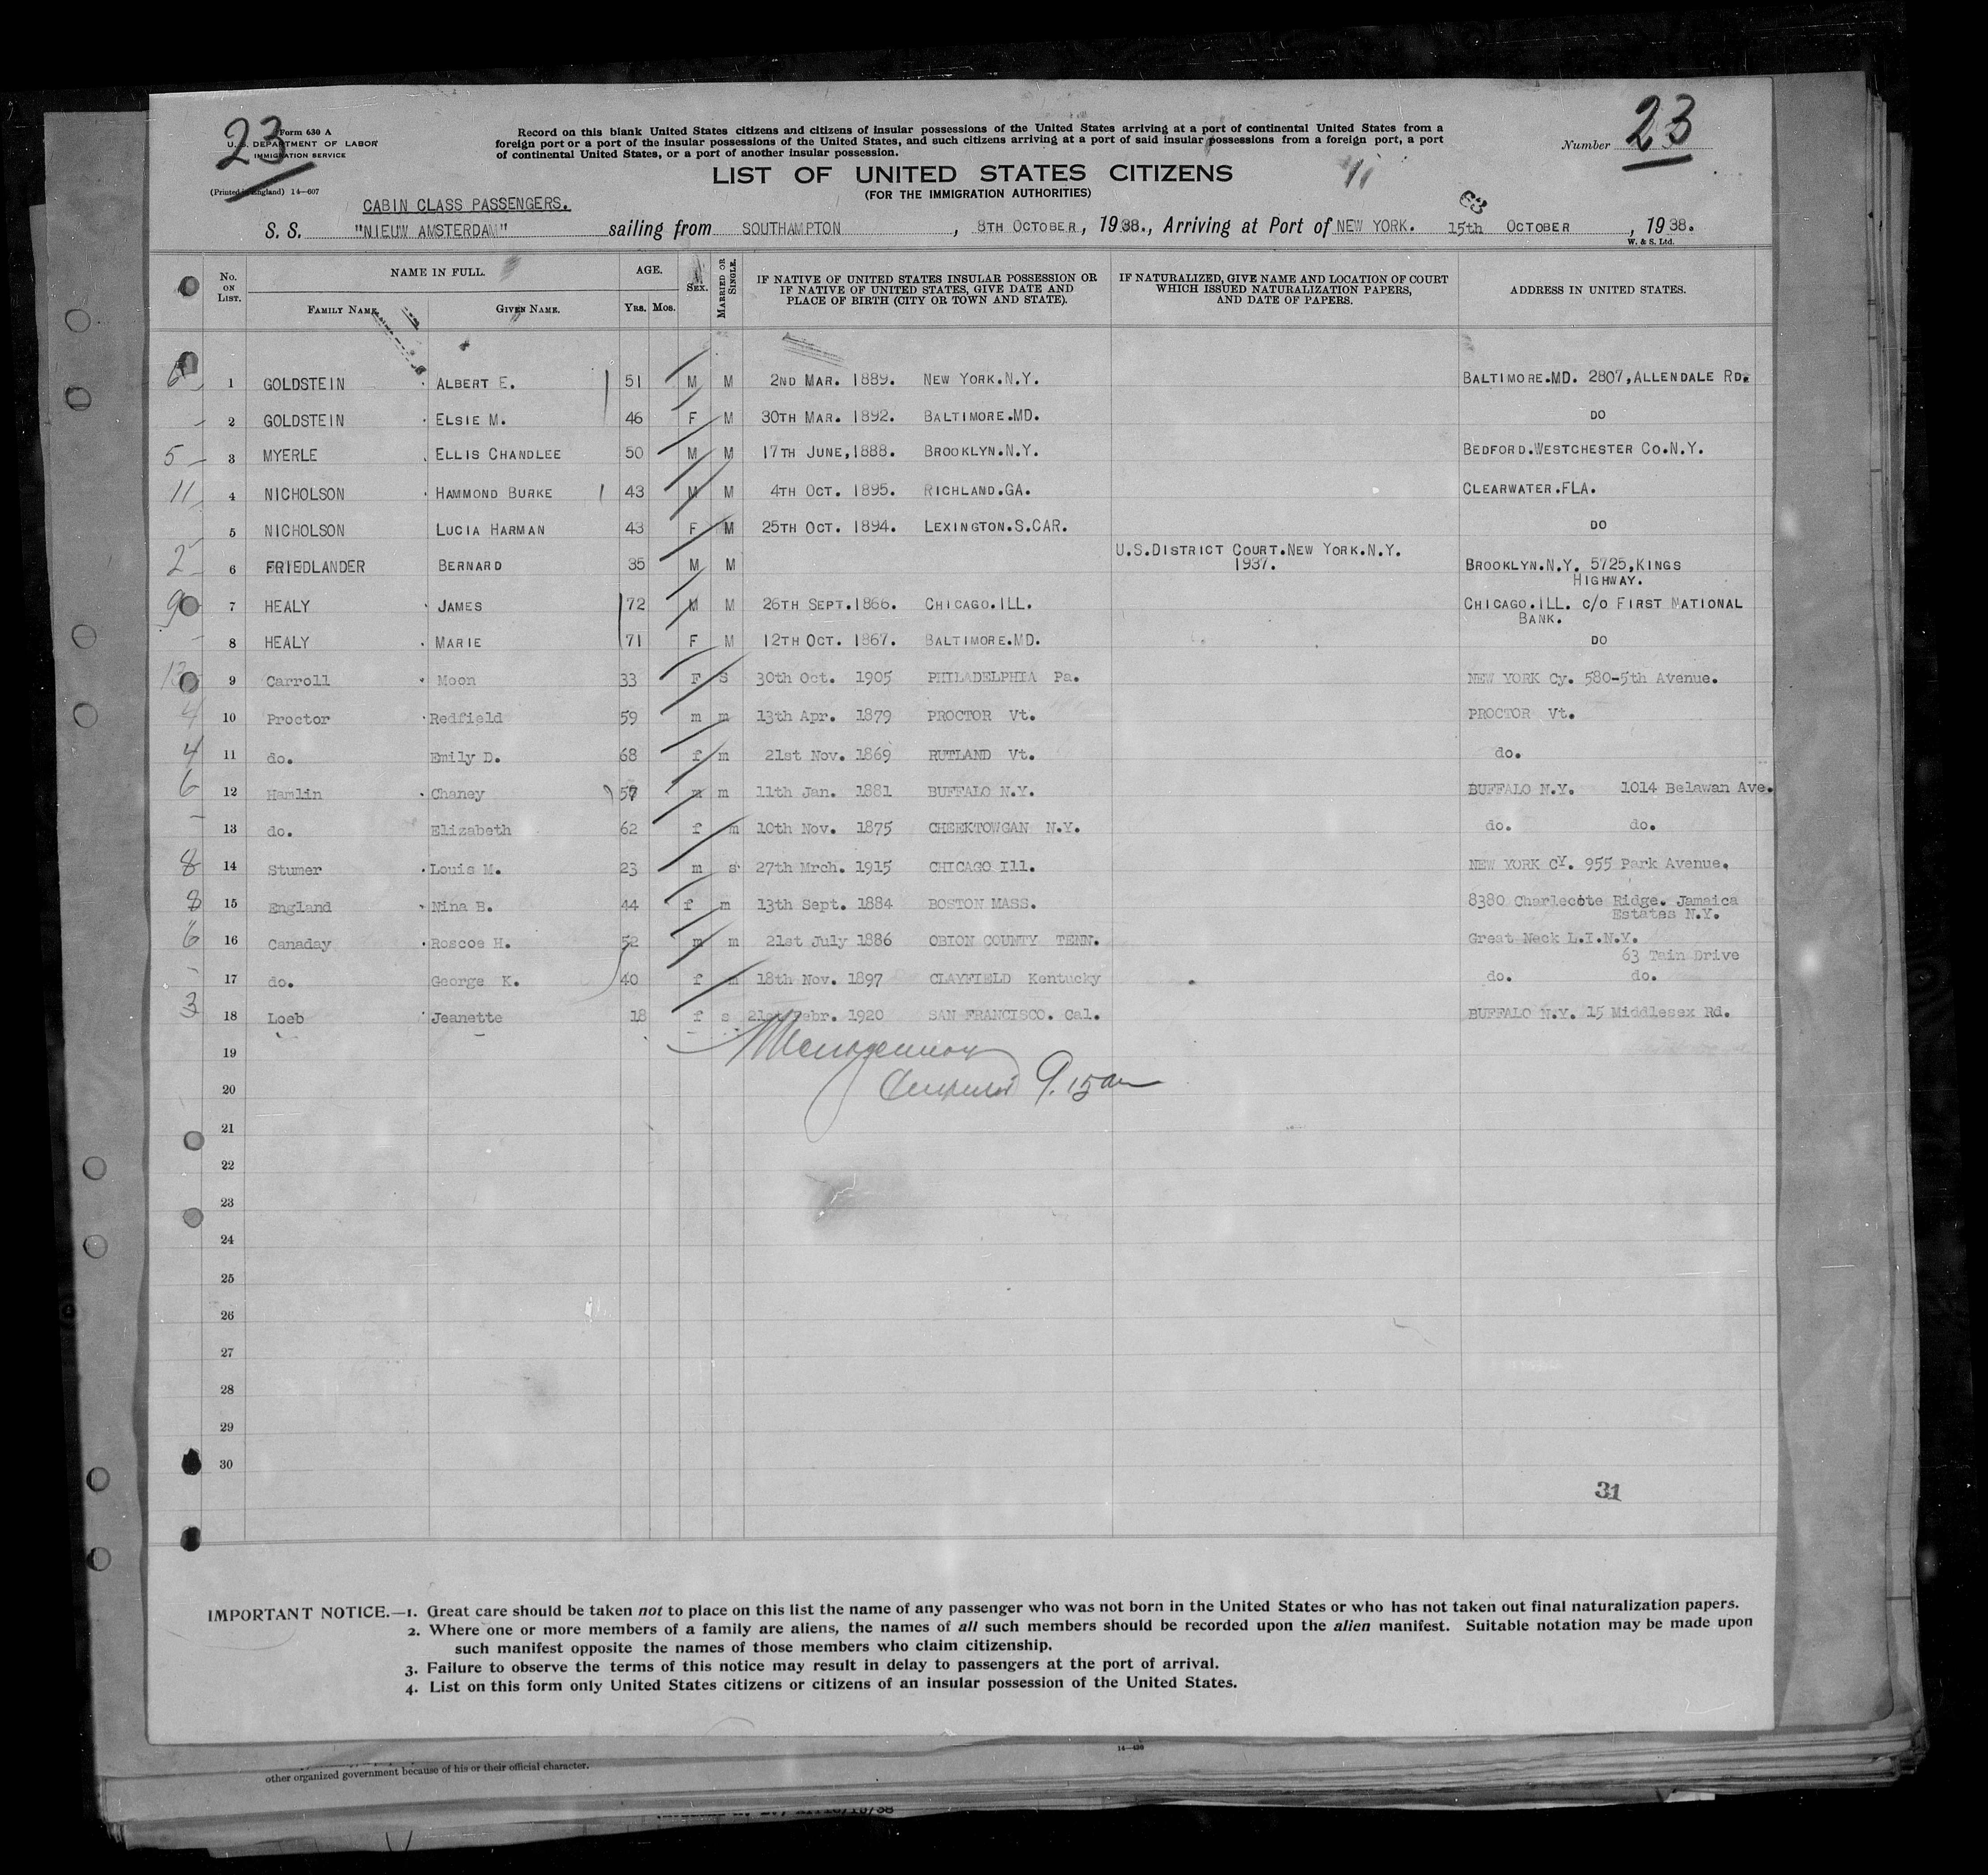 23
Form 630 A
U. S. DEPARTMENT OF LABOR
IMMIGRATION SERVICE
(Printed in England) 14—607
Record on this blank United States citizens and citizens of insular possessions of the United States arriving at a port of continental United States from a
foreign port or a port of the insular possessions of the United States, and such citizens arriving at a port of said insular possessions from a foreign port, a port
of continental United States, or a port of another insular possession.
Number 23
LIST OF UNITED STATES CITIZENS
(FOR THE IMMIGRATION AUTHORITIES)
CABIN CLASS PASSENGERS.
63
S. S. "NIEUW AMSTERDAM" sailing from SOUTHAMPTON, 8TH OCTOBER, 1938., Arriving at Port of NEW YORK. 15th OCTOBER, 1938.
W. & S. Ltd.
No. ON LIST. NAME IN FULL. FAMILY NAME. GIVEN NAME. AGE. YRS. MOS. SEX. MARRIED OR SINGLE. IF NATIVE OF UNITED STATES INSULAR POSSESSION OR IF NATIVE OF UNITED STATES, GIVE DATE AND PLACE OF BIRTH (CITY OR TOWN AND STATE). IF NATURALIZED, GIVE NAME AND LOCATION OF COURT WHICH ISSUED NATURALIZATION PAPERS, AND DATE OF PAPERS. ADDRESS IN UNITED STATES.
6 1 GOLDSTEIN ALBERT E. 51 M M 2ND MAR. 1889. NEW YORK.N.Y. BALTIMORE.MD. 2807,ALLENDALE RD.
2 GOLDSTEIN ELSIE M. 46 F M 30TH MAR. 1892. BALTIMORE.MD. DO
5 3 MYERLE ELLIS CHANDLEE 50 M M 17TH JUNE,1888. BROOKLYN.N.Y. BEDFORD.WESTCHESTER CO.N.Y.
11 4 NICHOLSON HAMMOND BURKE 43 M M 4TH OCT. 1895. RICHLAND.GA. CLEARWATER.FLA.
5 NICHOLSON LUCIA HARMAN 43 F M 25TH OCT. 1894. LEXINGTON.S.CAR. DO
2 6 FRIEDLANDER BERNARD 35 M M U.S.DISTRICT COURT.NEW YORK.N.Y. 1937. BROOKLYN.N.Y. 5725,KINGS HIGHWAY.
9 7 HEALY JAMES 72 M M 26TH SEPT.1866. CHICAGO.ILL. CHICAGO.ILL. C/O FIRST NATIONAL BANK.
8 HEALY MARIE 71 F M 12TH OCT. 1867. BALTIMORE.MD. DO
9 Carroll Moon 33 F S 30th Oct. 1905 PHILADELPHIA Pa. NEW YORK Cy. 580-5th Avenue.
4 10 Proctor Redfield 59 m m 13th Apr. 1879 PROCTOR Vt. PROCTOR Vt.
4 11 do. Emily D. 68 f m 21st Nov. 1869 RUTLAND Vt. do.
6 12 Hamlin Chaney 57 m m 11th Jan. 1881 BUFFALO N.Y. BUFFALO N.Y. 1014 Belawan Ave.
13 do. Elizabeth 62 f m 10th Nov. 1875 CHEEKTOWGAN N.Y. do. do.
8 14 Stumer Louis M. 23 m s 27th Mrch. 1915 CHICAGO Ill. NEW YORK CY. 955 Park Avenue.
8 15 England Nina B. 44 f m 13th Sept. 1884 BOSTON MASS. 8380 Charlecote Ridge. Jamaica Estates N.Y.
6 16 Canaday Roscoe H. 52 m m 21st July 1886 OBION COUNTY TENN. Great Neck L.I.N.Y. 63 Tain Drive
17 do. George K. 40 f m 18th Nov. 1897 CLAYFIELD Kentucky do. do.
3 18 Loeb Jeanette 18 f s 21st Febr. 1920 SAN FRANCISCO. Cal. BUFFALO N.Y. 15 Middlesex Rd.
19
20 9.15am
21
22
23
24
25
26
27
28
29
30
31
IMPORTANT NOTICE.—1. Great care should be taken not to place on this list the name of any passenger who was not born in the United States or who has not taken out final naturalization papers.
2. Where one or more members of a family are aliens, the names of all such members should be recorded upon the alien manifest. Suitable notation may be made upon
such manifest opposite the names of those members who claim citizenship.
3. Failure to observe the terms of this notice may result in delay to passengers at the port of arrival.
4. List on this form only United States citizens or citizens of an insular possession of the United States.
14—430
other organized government because of his or their official character.